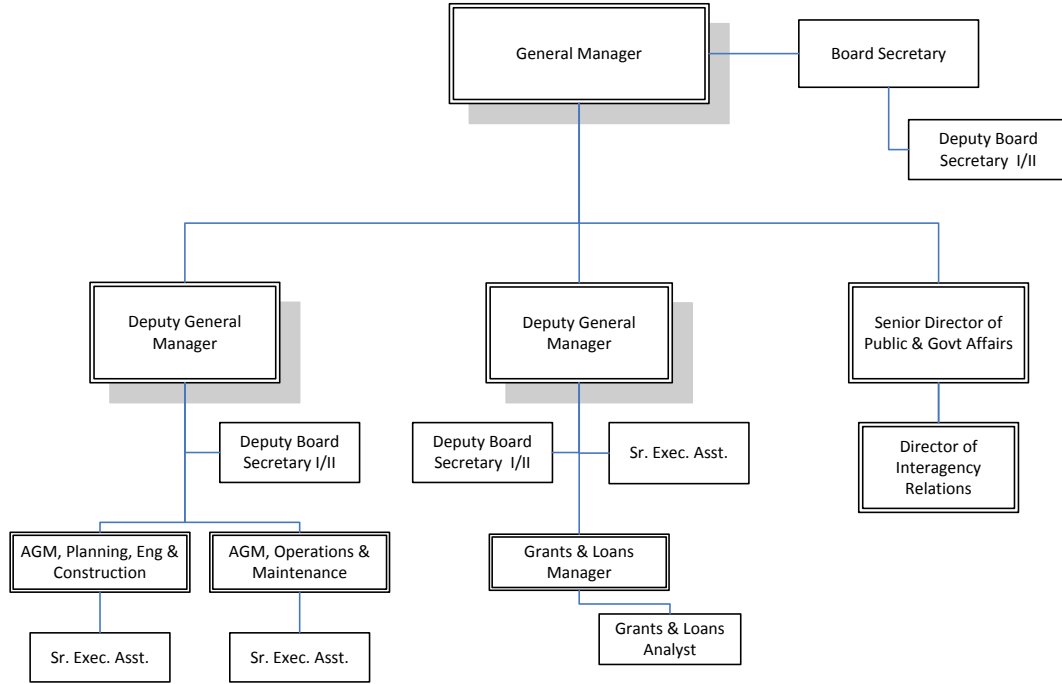 General Manager
Board Secretary
Deputy Board
Secretary I/II
Deputy General
Manager
Deputy General
Manager
Senior Director of
Public & Govt Affairs
Deputy Board
Secretary I/II
Deputy Board
Secretary I/II
Sr. Exec. Asst.
Director of
Interagency
Relations
AGM, Planning, Eng &
Construction
AGM, Operations &
Maintenance
Grants & Loans
Manager
Sr. Exec. Asst.
Sr. Exec. Asst.
Grants & Loans
Analyst